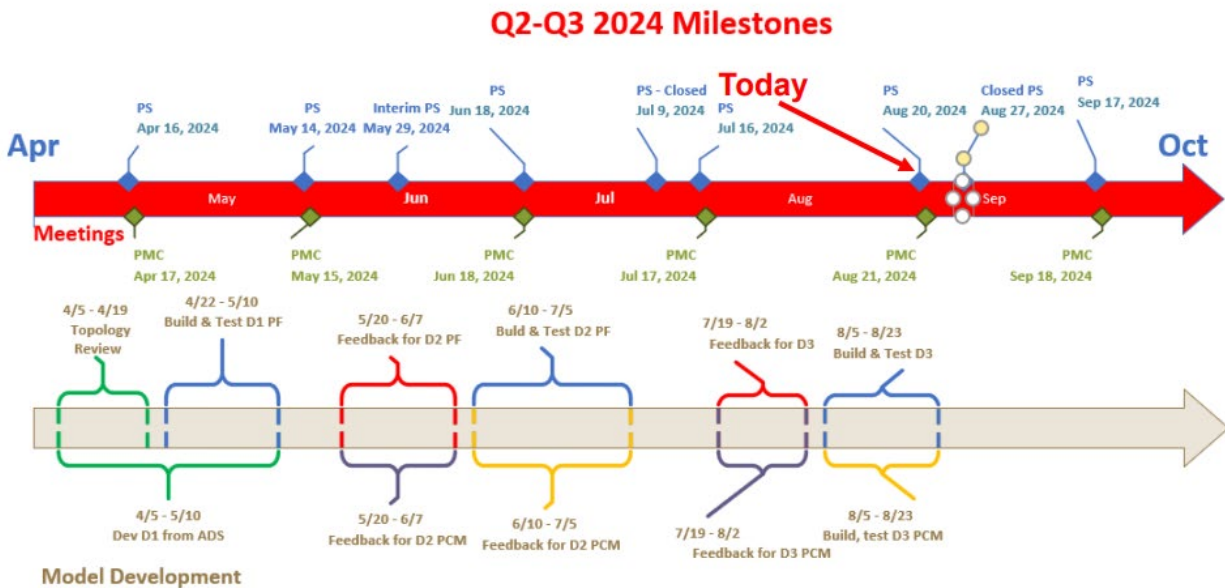 Q2-Q3 2024 Milestones
Today
PS
Apr 16, 2024
PS
May 14, 2024
Interim PS
May 29, 2024
PS
Jun 18, 2024
PS - Closed
Jul 9, 2024
PS
Jul 16, 2024
PS
Aug 20, 2024
Closed PS
Aug 27, 2024
PS
Sep 17, 2024
Apr
Oct
May
Jun
Jul
Aug
Sep
Meetings
PMC
Apr 17, 2024
PMC
May 15, 2024
PMC
Jun 18, 2024
PMC
Jul 17, 2024
PMC
Aug 21, 2024
PMC
Sep 18, 2024
4/5 - 4/19
Topology
Review
4/22 - 5/10
Build & Test D1 PF
5/20 - 6/7
Feedback for D2 PF
6/10 - 7/5
Buld & Test D2 PF
7/19 - 8/2
Feedback for D3
8/5 - 8/23
Build & Test D3
4/5 - 5/10
Dev D1 from ADS
5/20 - 6/7
Feedback for D2 PCM
6/10 - 7/5
Feedback for D2 PCM
7/19 - 8/2
Feedback for D3 PCM
8/5 - 8/23
Build, test D3 PCM
Model Development